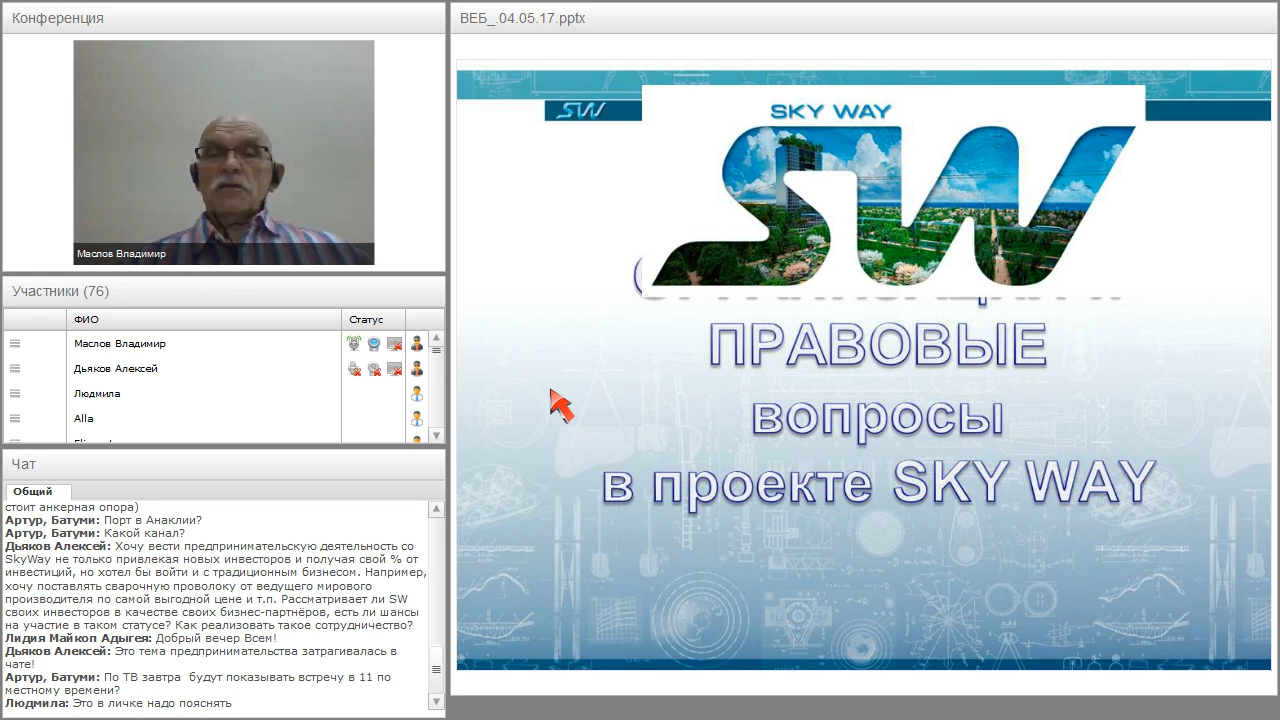 Конференция
Маслов Владимир
Участники (76)
ФИО
Статус
Маслов Владимир
Дьяков Алексей
Людмила
Alla
Чат
Общий
стоит анкерная опора)
Артур, Батуми: Порт в Анаклии?
Артур, Батуми: Какой канал?
Дьяков Алексей: Хочу вести предпринимательскую деятельность со
SkyWay не только привлекая новых инвесторов и получая свой % от
инвестиций, но хотел бы войти и с традиционным бизнесом. Например,
хочу поставлять сварочную проволоку от ведущего мирового
производителя по самой выгодной цене и т.п. Рассматривает ли SW
своих инвесторов в качестве своих бизнес-партнёров, есть ли шансы
на участие в таком статусе? Как реализовать такое сотрудничество?
Лидия Майкоп Адыгея: Добрый вечер Всем!
Дьяков Алексей: Это тема предпринимательства затрагивалась в
чате!
Артур, Батуми: По ТВ завтра будут показывать встречу в 11 по
местному времени?
Людмила: Это в личке надо пояснять
ВЕБ_.04.05.17.pptx
SW
SKY WAY
SW
ПРАВОВЫЕ
вопросы
в проекте SKY WAY